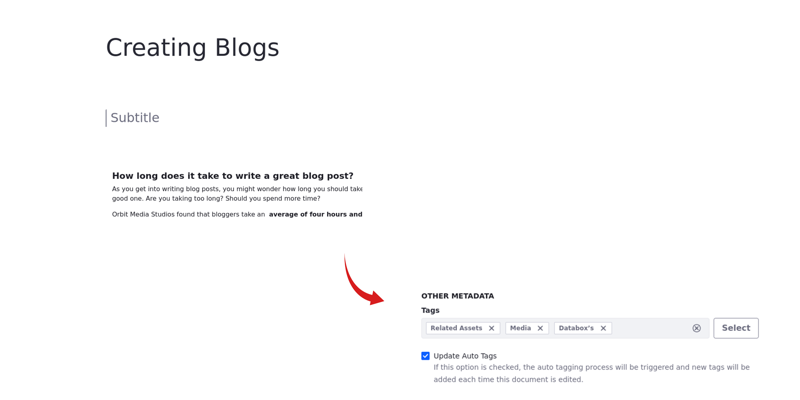 Creating Blogs
Subtitle
How long does it take to write a great blog post?
As you get into writing blog posts, you might wonder how long you should take
good one. Are you taking too long? Should you spend more time?
Orbit Media Studios found that bloggers take an average of four hours and
OTHER METADATA
Tags
Related Assets × Media × Databox's ×
Select
Update Auto Tags
If this option is checked, the auto tagging process will be triggered and new tags will be
added each time this document is edited.